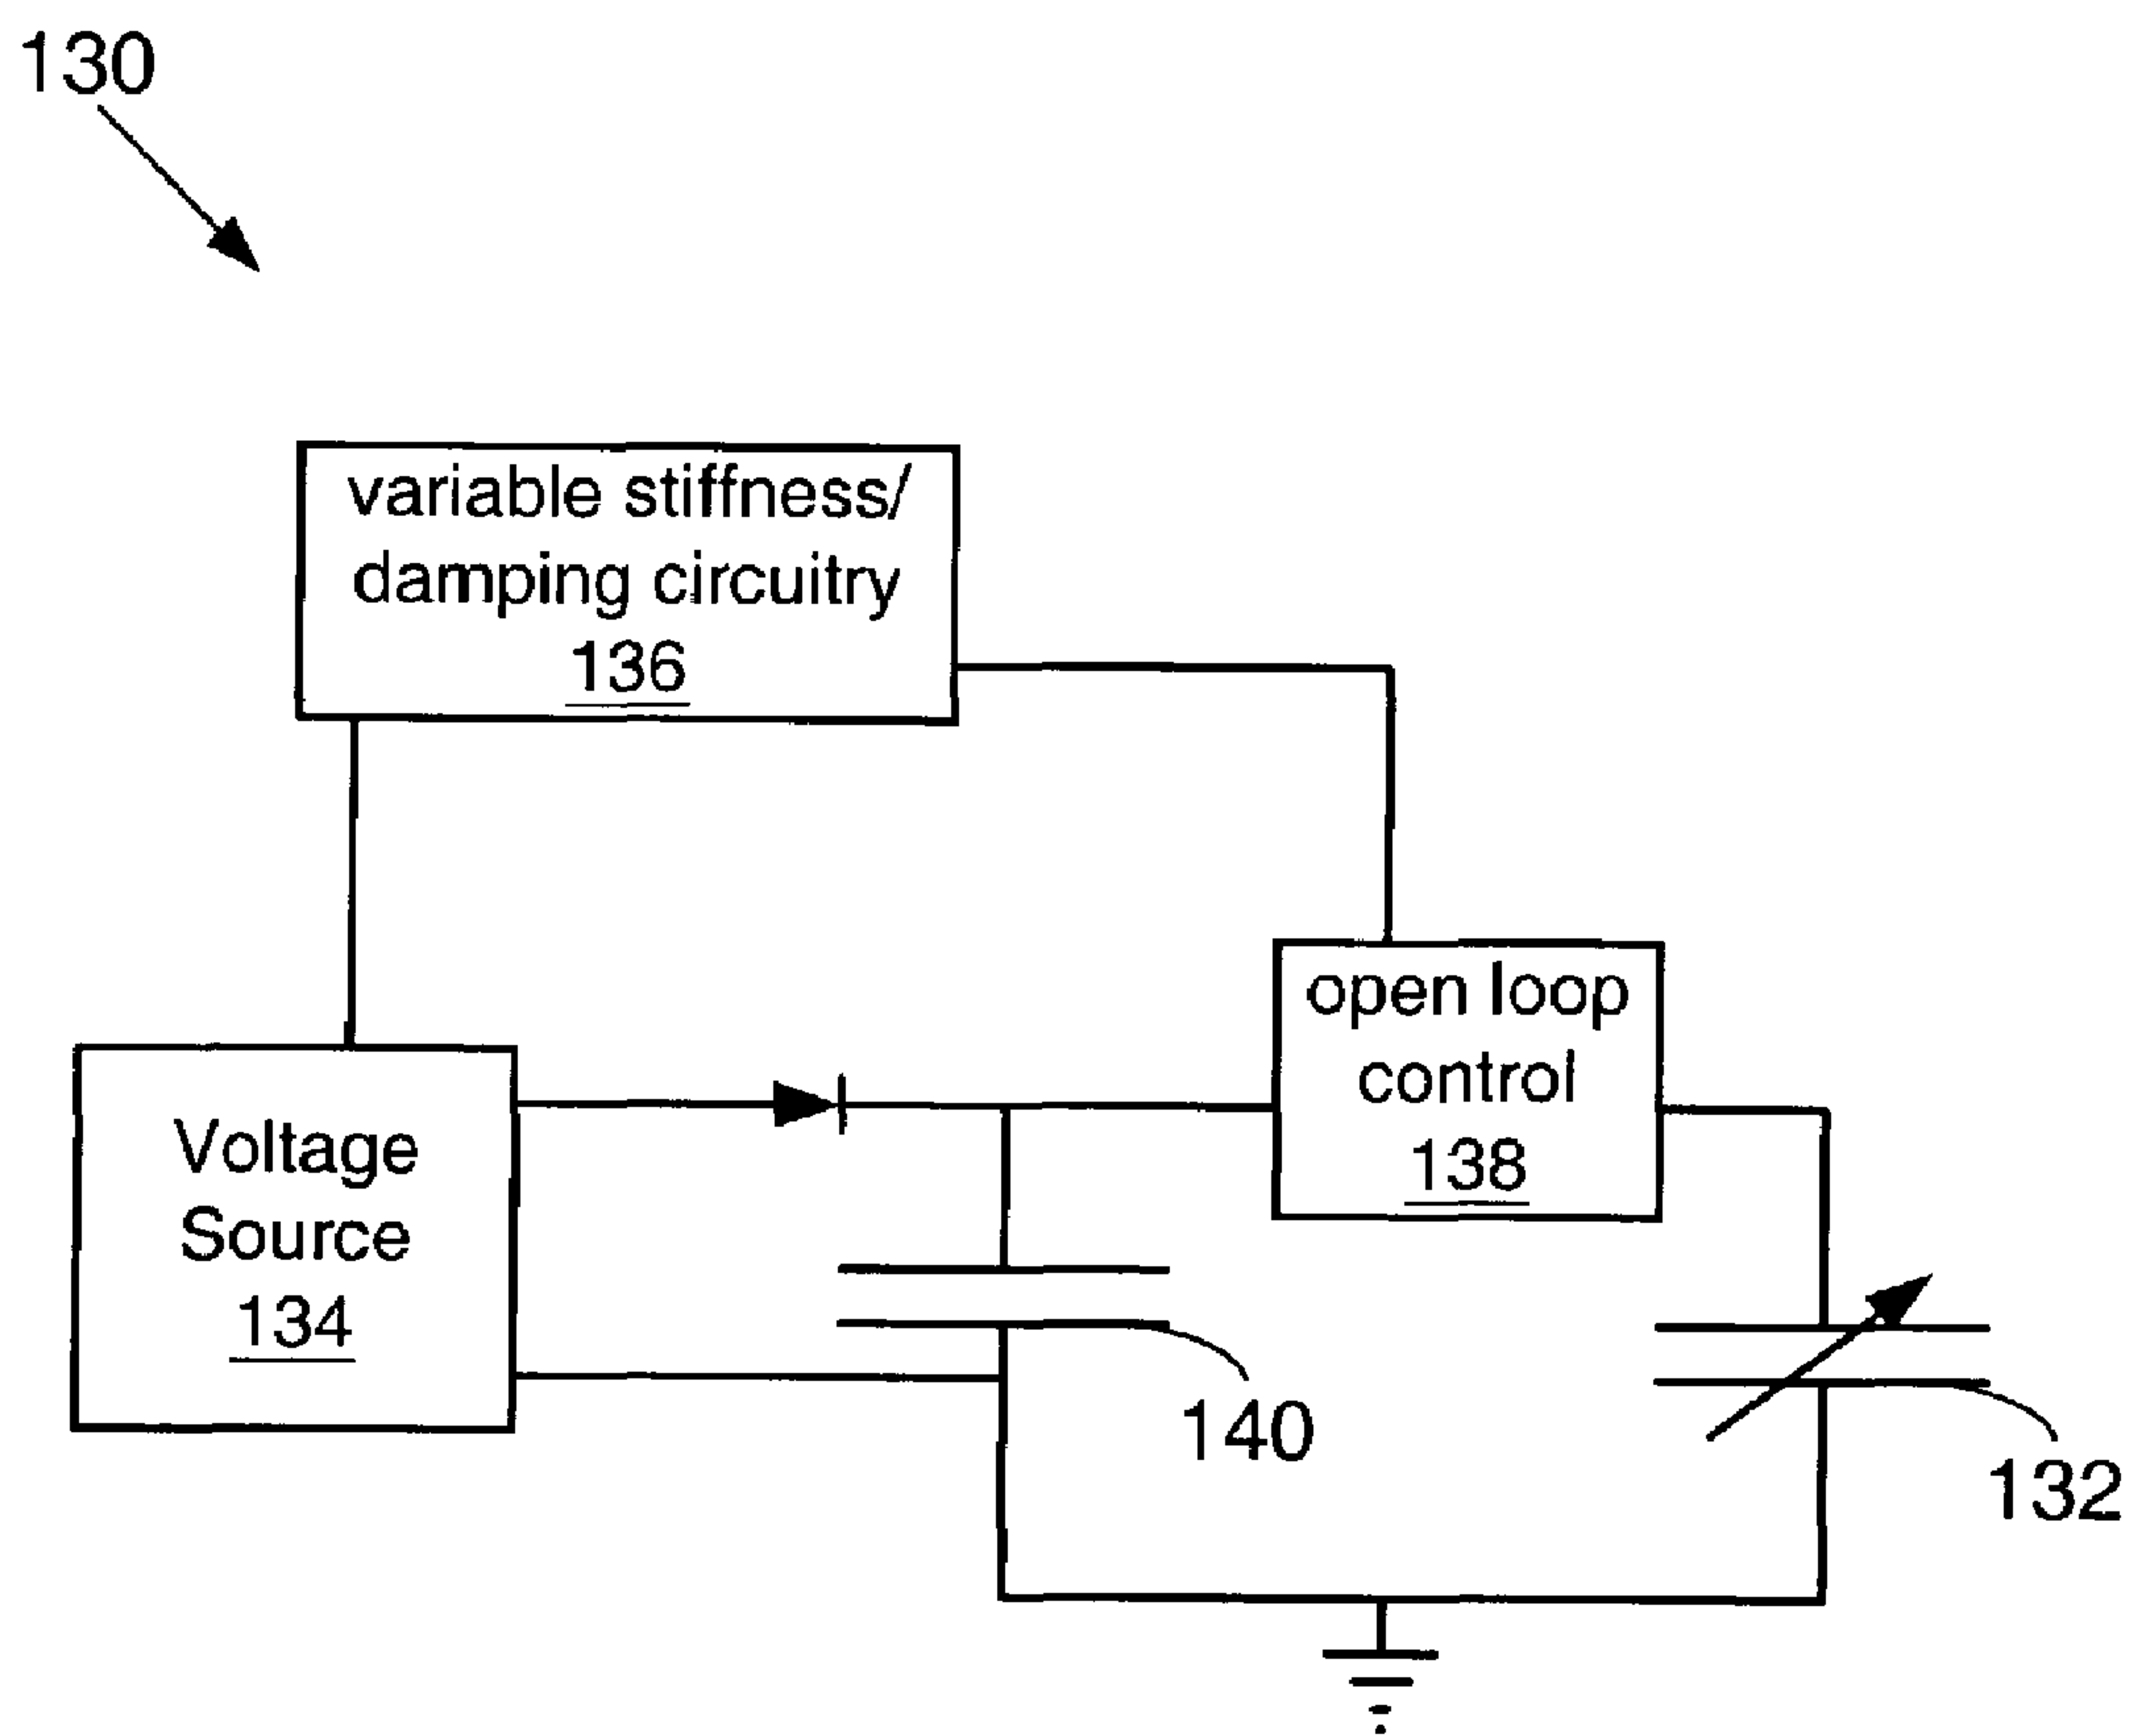 130
variable stiffness/
damping circuitry
136
open loop
control
138
Voltage
Source
134
140
132